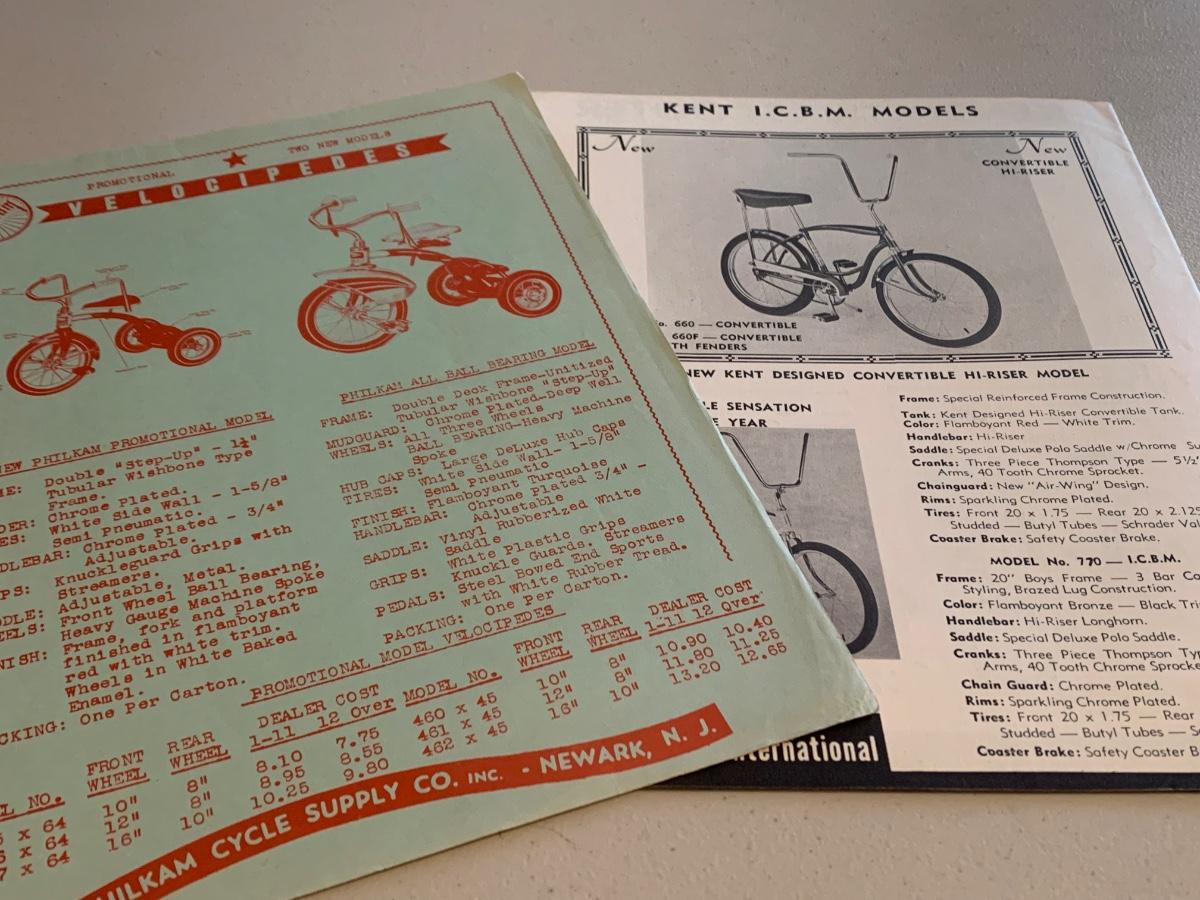 PROMOTIONAL
TWO NEW MODELS
VELOCIPEDES
NEW PHILKAM PROMOTIONAL MODEL
Double "Step-Up" - 1½"
Tubular Wishbone Type
Frame.
Chrome Plated.
White Side Wall - 1-5/8"
Semi Pneumatic.
Chrome Plated - 3/4"
Adjustable.
Knuckleguard Grips with
Streamers.
Adjustable, Metal.
Front Wheel Ball Bearing,
Heavy Gauge Machine Spoke
Frame, fork and platform
finished in flamboyant
red with white trim.
Wheels in White Baked
Enamel.
One Per Carton.
PHILKAM ALL BALL BEARING MODEL
FRAME: Double Deck Frame-Unitized
Tubular Wishbone "Step-Up"
MUDGUARD: Chrome Plated-Deep Well
WHEELS: All Three Wheels
BALL BEARING-Heavy Machine
Spoke
HUB CAPS: 3 Large DeLuxe Hub Caps
TIRES: White Side Wall- 1-5/8"
Semi Pneumatic
FINISH: Flamboyant Turquoise
HANDLEBAR: Chrome Plated 3/4" -
Adjustable
SADDLE: Vinyl Rubberized White
Saddle
GRIPS: White Plastic Grips
Knuckle Guards. Streamers
PEDALS: Steel Bowed End Sports
with White Rubber Tread.
PACKING: One Per Carton.
PROMOTIONAL MODEL VELOCIPEDES
FRONT WHEEL REAR WHEEL DEALER COST 1-11 12 Over
x 64 10" 8" 8.10 7.75
x 64 12" 8" 8.95 8.55
x 64 16" 10" 10.25 9.80
MODEL NO. FRONT WHEEL REAR WHEEL DEALER COST 1-11 12 Over
460 x 45 10" 8" 10.90 10.40
461 x 45 12" 8" 11.80 11.25
462 x 45 16" 10" 13.20 12.65
PHILKAM CYCLE SUPPLY CO. INC. - NEWARK, N. J.
KENT I.C.B.M. MODELS
New
New
CONVERTIBLE
HI-RISER
660 — CONVERTIBLE
660F — CONVERTIBLE
FENDERS
NEW KENT DESIGNED CONVERTIBLE HI-RISER MODEL
SENSATION
YEAR
Frame: Special Reinforced Frame Construction.
Tank: Kent Designed Hi-Riser Convertible Tank.
Color: Flamboyant Red — White Trim.
Handlebar: Hi-Riser
Saddle: Special Deluxe Polo Saddle w/Chrome
Cranks: Three Piece Thompson Type — 5½"
Arms, 40 Tooth Chrome Sprocket.
Chainguard: New "Air-Wing" Design.
Rims: Sparkling Chrome Plated.
Tires: Front 20 x 1.75 — Rear 20 x 2.125
Studded — Butyl Tubes — Schrader
Coaster Brake: Safety Coaster Brake.
MODEL No. 770 — I.C.B.M.
Frame: 20" Boys Frame — 3 Bar
Styling, Brazed Lug Construction.
Color: Flamboyant Bronze — Black
Handlebar: Hi-Riser Longhorn.
Saddle: Special Deluxe Polo Saddle.
Cranks: Three Piece Thompson
Arms, 40 Tooth Chrome
Chain Guard: Chrome Plated.
Rims: Sparkling Chrome Plated.
Tires: Front 20 x 1.75 — Rear
Studded — Butyl Tubes —
Coaster Brake: Safety Coaster
International